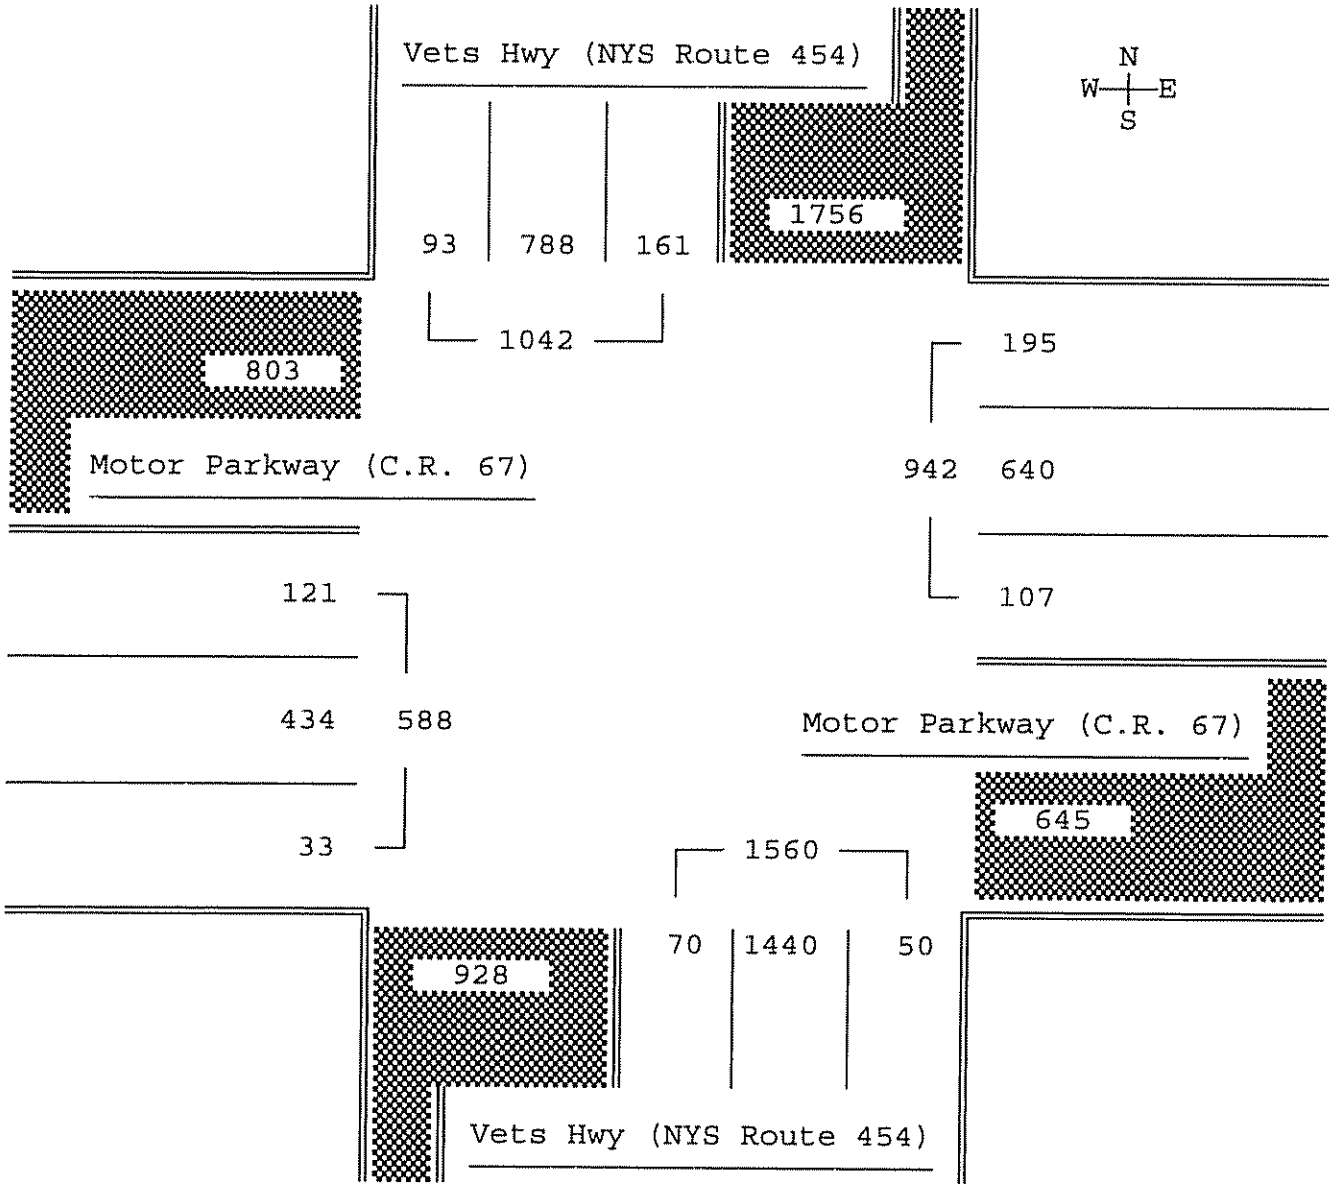 Vets Hwy (NYS Route 454)
N
W E
S
1756
93 788 161
1042
195
803
Motor Parkway (C.R. 67)
942 640
121
107
434 588
Motor Parkway (C.R. 67)
645
33
1560
70 1440 50
928
Vets Hwy (NYS Route 454)